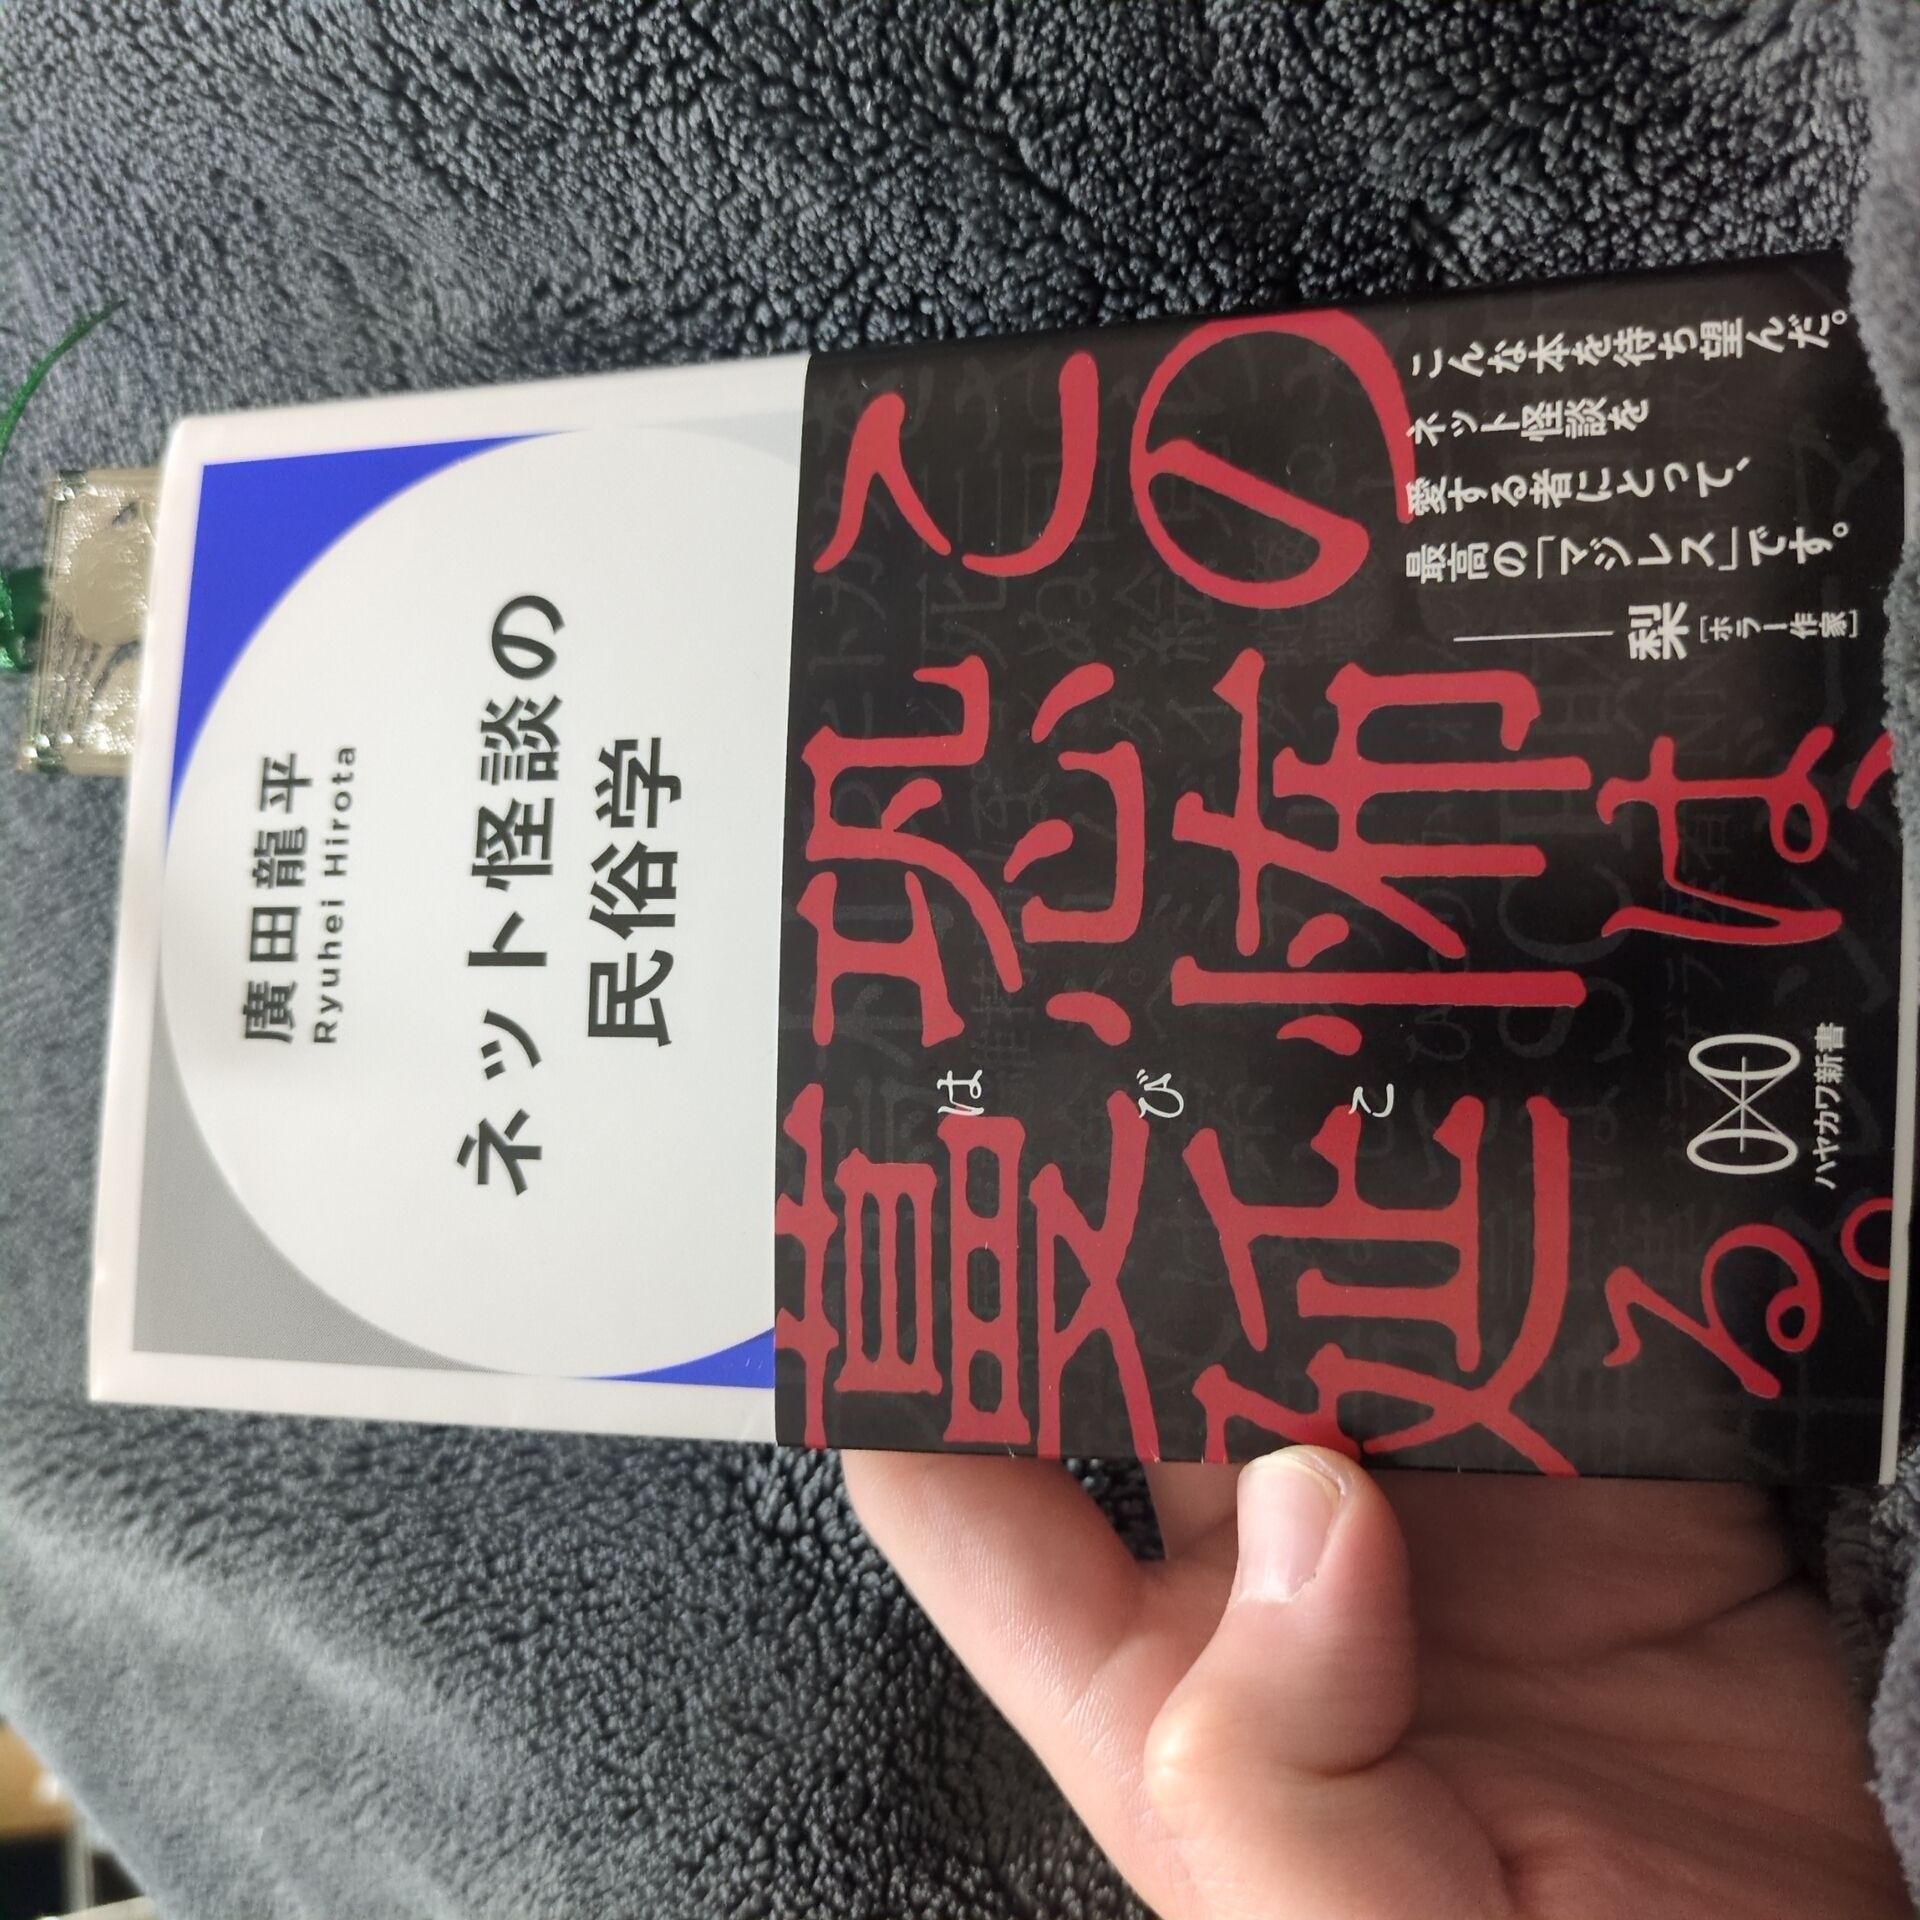 廣田龍平
Ryuhei Hirota
ネット怪談の
民俗学
この
恐怖は、
蔓延る。
はびこ
こんな本を待ち望んだ。
ネット怪談を
愛する者にとって、
最高の「マジレス」です。
——梨[ホラー作家]
ハヤカワ新書